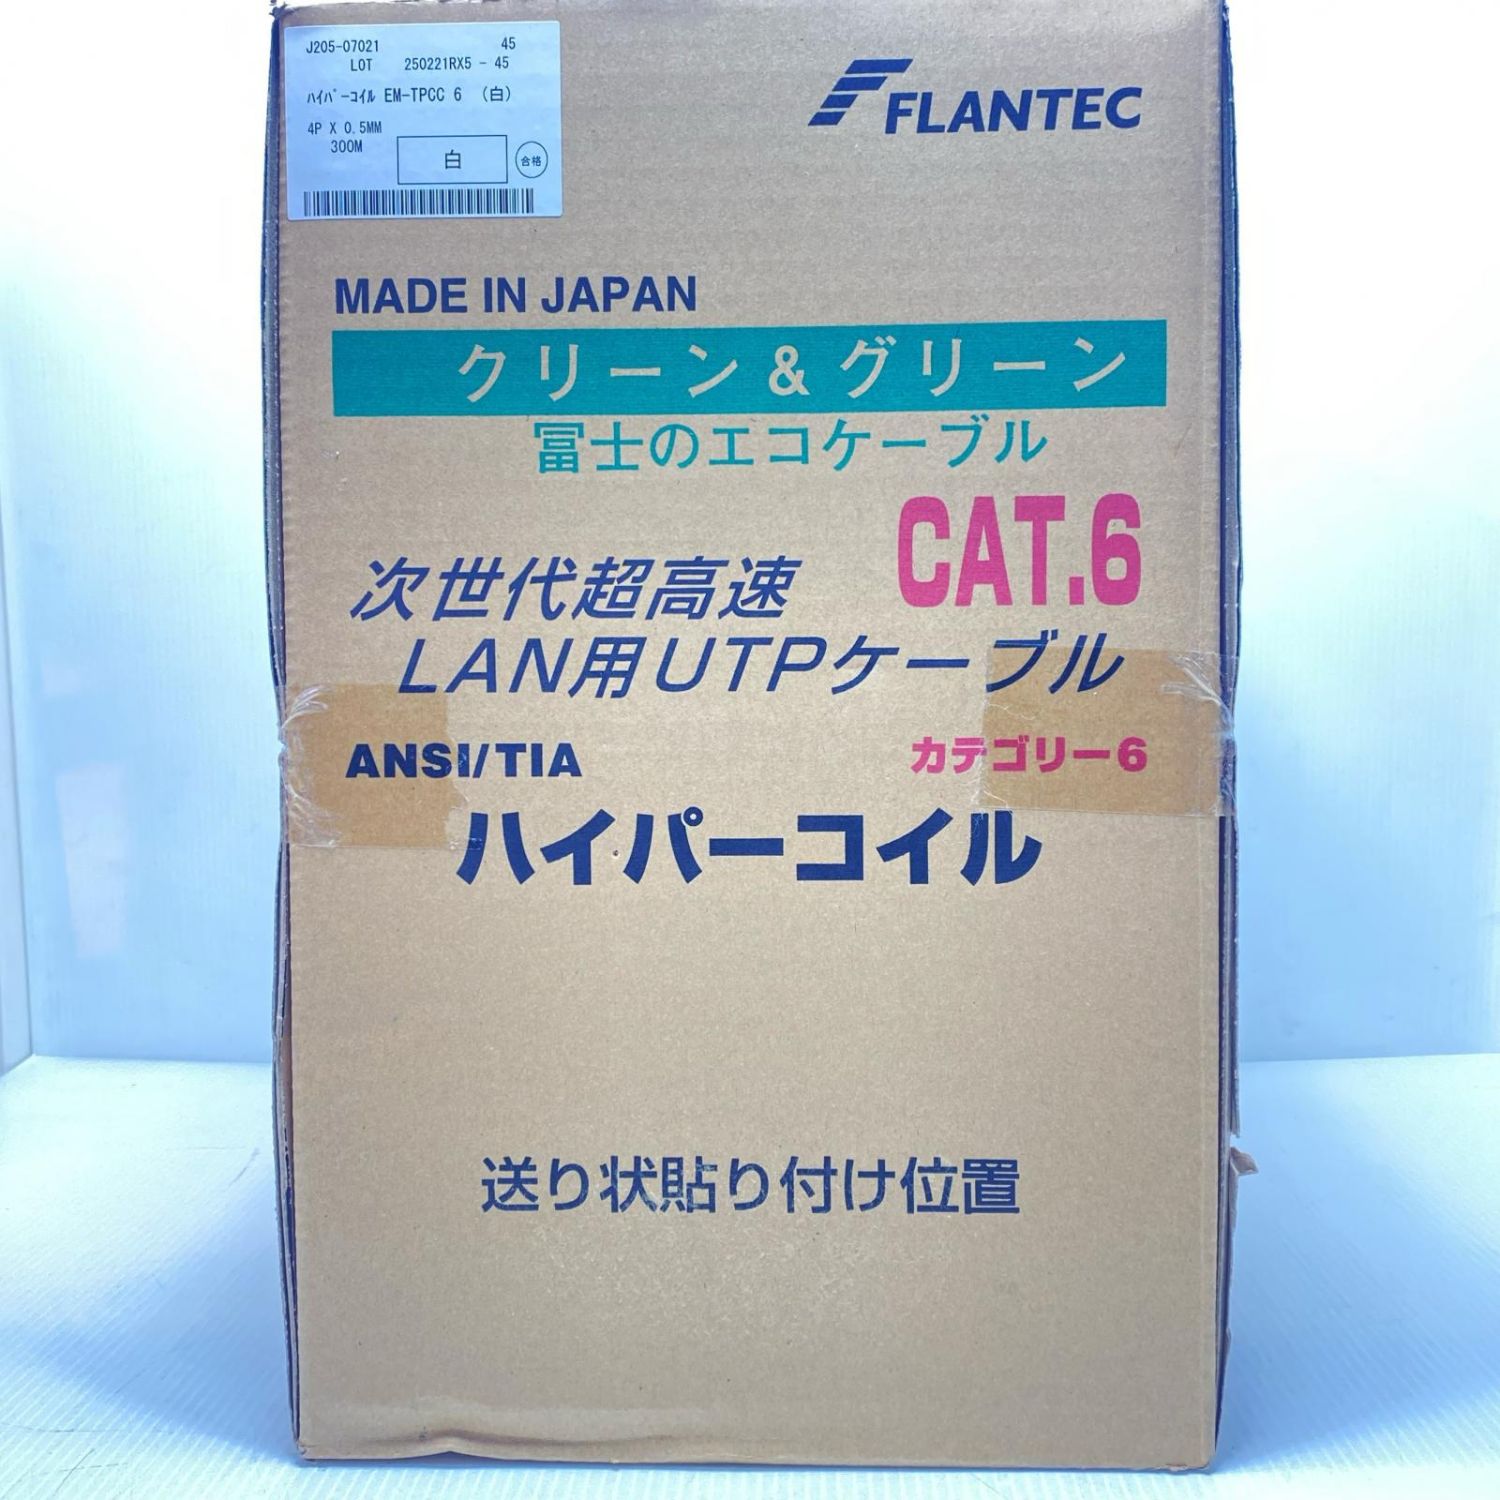 J205-07021 45
LOT 250221RX5 - 45
ﾊｲﾊﾟｰｺｲﾙ EM-TPCC 6 (白)
4P X 0.5MM
300M
白
合格
FLANTEC
MADE IN JAPAN
クリーン&グリーン
冨士のエコケーブル
CAT.6
次世代超高速
LAN用UTPケーブル
ANSI/TIA カテゴリー6
ハイパーコイル
送り状貼り付け位置